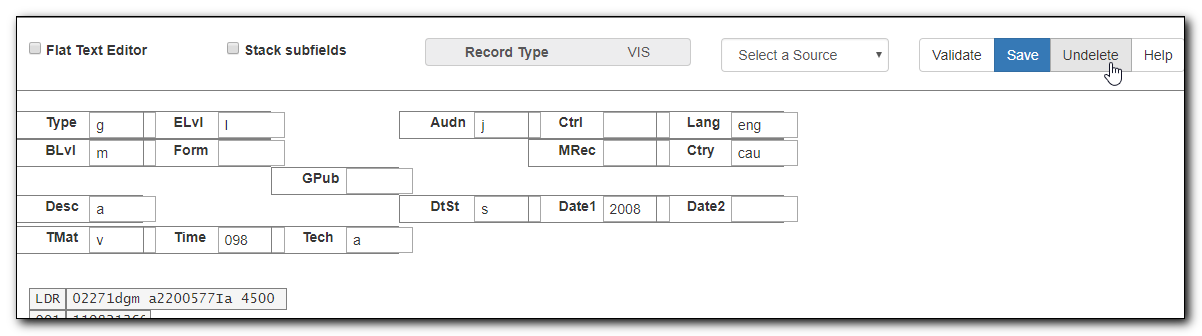 Flat Text Editor Stack subfields Record Type VIS Select a Source Validate Save Undelete Help
Type g ELvl I Audn j Ctrl Lang eng
BLvl m Form MRec Ctry cau
GPub
Desc a DtSt s Date1 2008 Date2
TMat v Time 098 Tech a
LDR 02271dgm a2200577Ia 4500